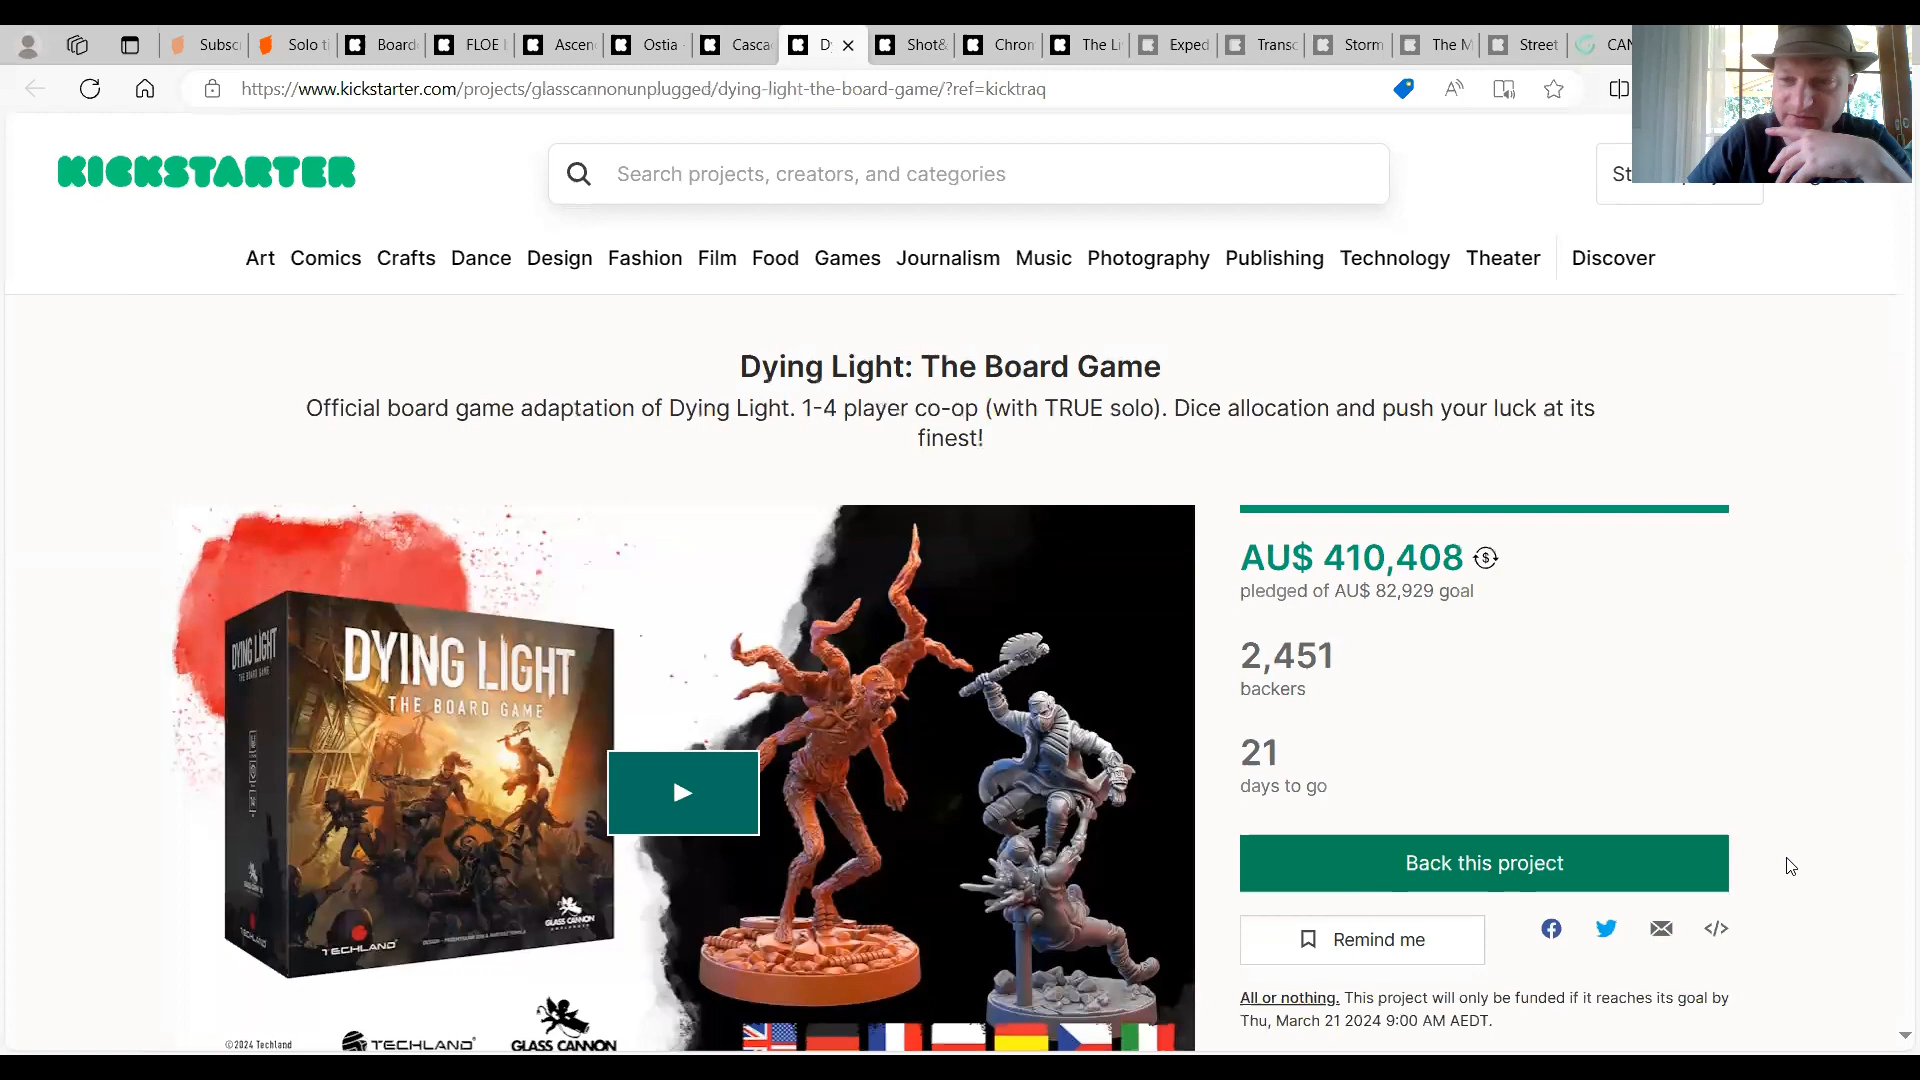 Subsc
Solo ti
Board
FLOE
Ascen
Ostia
Casca
D
Shot&
Chron
The Li
Exped
Transc
Storm
The M
Street
CAN
https://www.kickstarter.com/projects/glasscannonunplugged/dying-light-the-board-game/?ref=kicktraq
KICKSTARTER
Search projects, creators, and categories
St
Art Comics Crafts Dance Design Fashion Film Food Games Journalism Music Photography Publishing Technology Theater Discover
Dying Light: The Board Game
Official board game adaptation of Dying Light. 1-4 player co-op (with TRUE solo). Dice allocation and push your luck at its
finest!
DYING LIGHT
THE BOARD GAME
DYING LIGHT
THE BOARD GAME
TECHLAND
TECHLAND
GLASS CANNON
UNPLUGGED
©2024 Techland
TECHLAND
GLASS CANNON
AU$ 410,408
pledged of AU$ 82,929 goal
2,451
backers
21
days to go
Back this project
Remind me
All or nothing. This project will only be funded if it reaches its goal by
Thu, March 21 2024 9:00 AM AEDT.